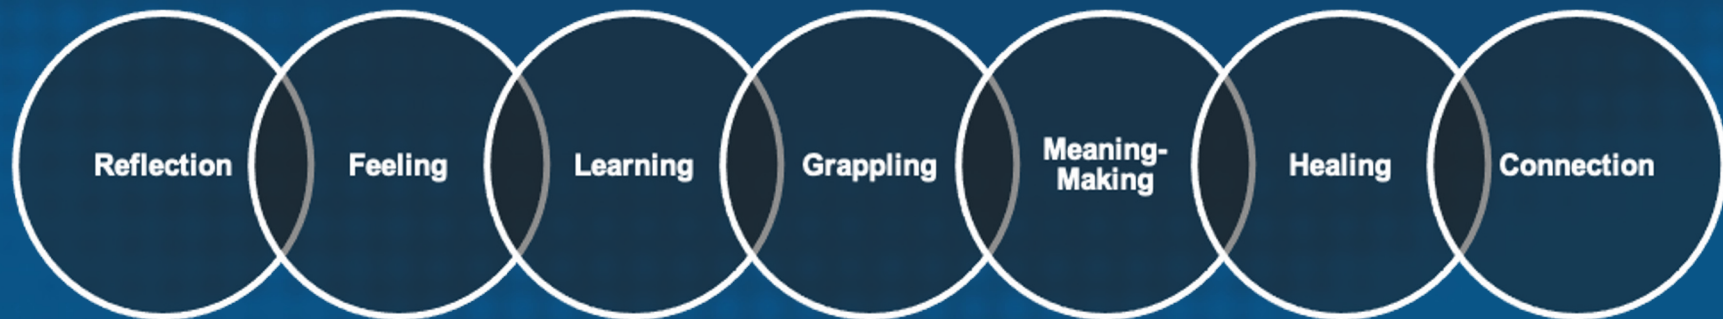 Reflection
Feeling
Learning
Grappling
Meaning-
Making
Healing
Connection